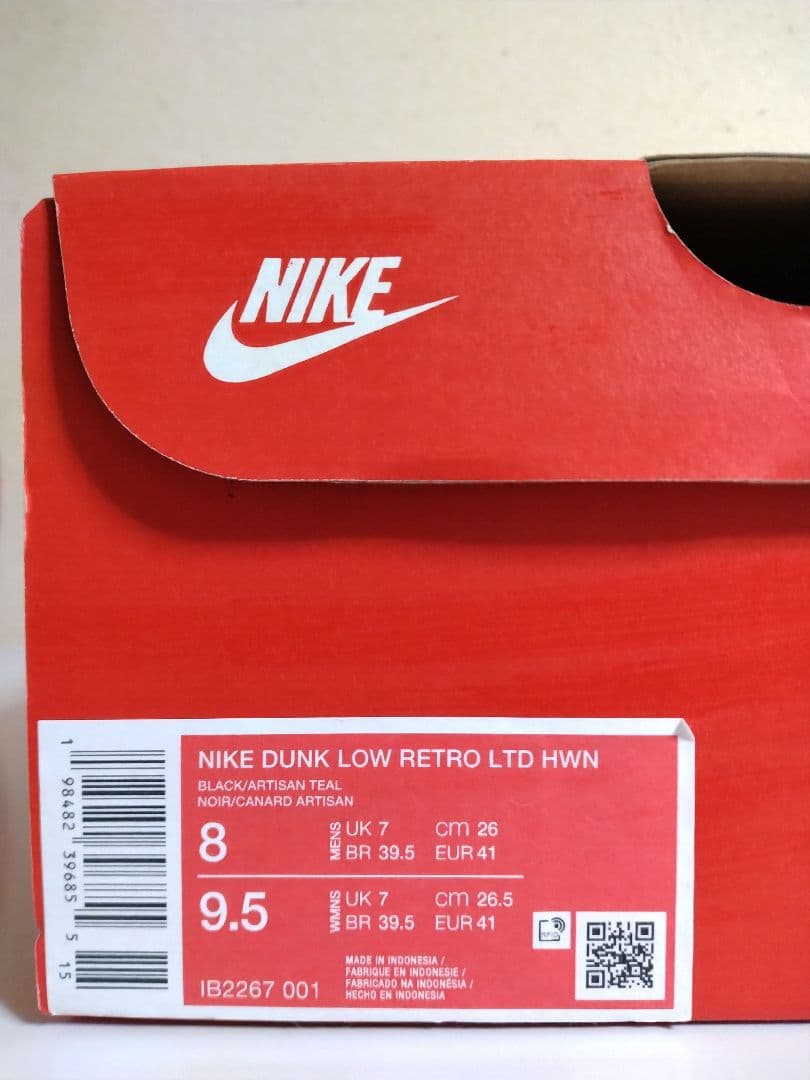 NIKE
NIKE DUNK LOW RETRO LTD HWN
BLACK/ARTISAN TEAL
NOIR/CANARD ARTISAN
8 MENS UK 7 cm 26
BR 39.5 EUR 41
9.5 WMNS UK 7 cm 26.5
BR 39.5 EUR 41
IB2267 001
MADE IN INDONESIA /
FABRIQUE EN INDONESIE /
FABRICADO NA INDONÉSIA /
HECHO EN INDONESIA
RFID
1 98482 39685 5 15